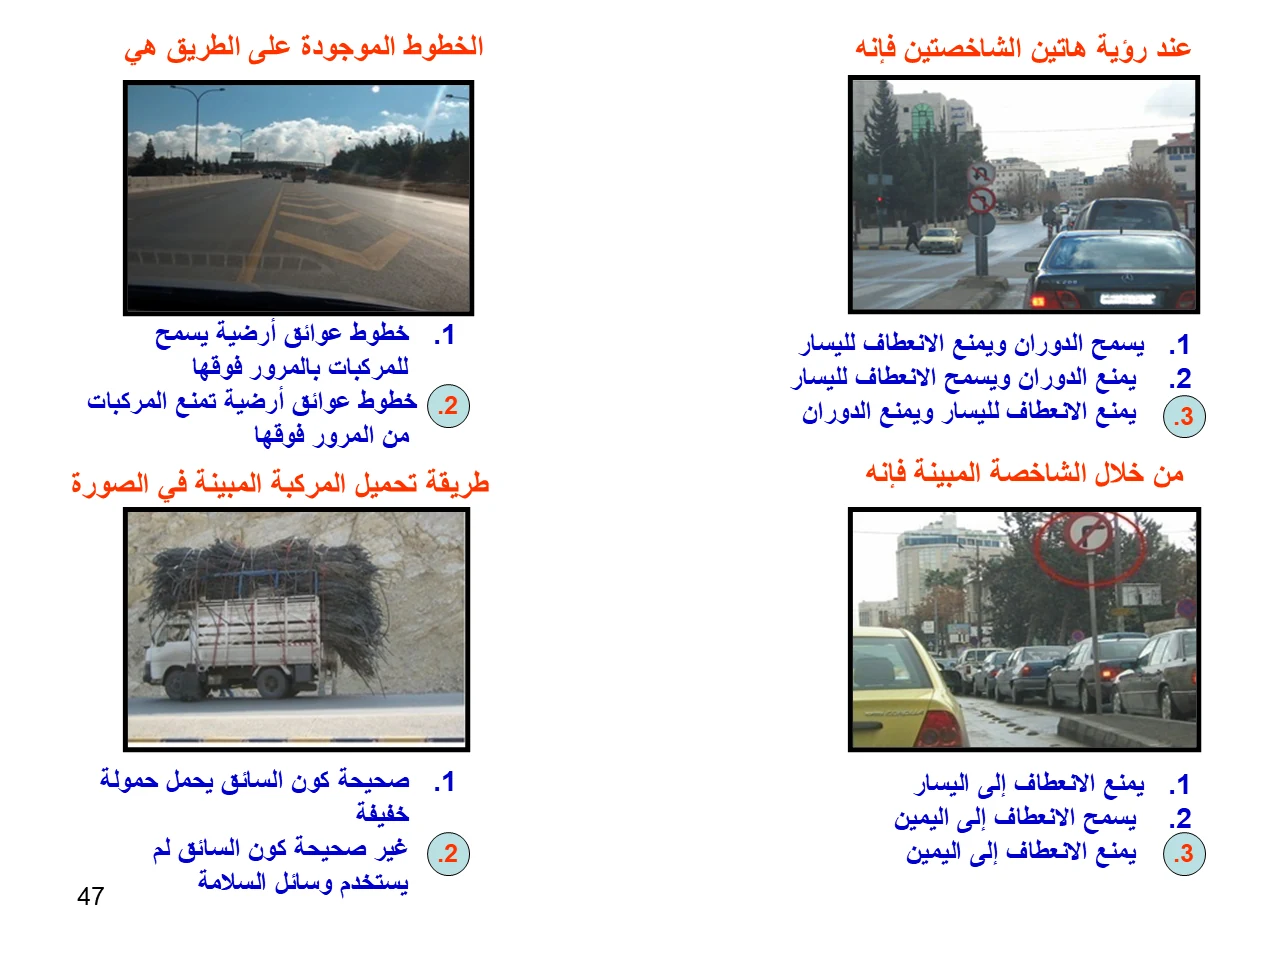 عند رؤية هاتين الشاخصتين فإنه
1. يسمح الدوران ويمنع الانعطاف لليسار
2. يمنع الدوران ويسمح الانعطاف لليسار
3. يمنع الانعطاف لليسار ويمنع الدوران
من خلال الشاخصة المبينة فإنه
1. يمنع الانعطاف إلى اليسار
2. يسمح الانعطاف إلى اليمين
3. يمنع الانعطاف إلى اليمين
الخطوط الموجودة على الطريق هي
1. خطوط عوائق أرضية يسمح
للمركبات بالمرور فوقها
2. خطوط عوائق أرضية تمنع المركبات
من المرور فوقها
طريقة تحميل المركبة المبينة في الصورة
1. صحيحة كون السائق يحمل حمولة
خفيفة
2. غير صحيحة كون السائق لم
يستخدم وسائل السلامة
47